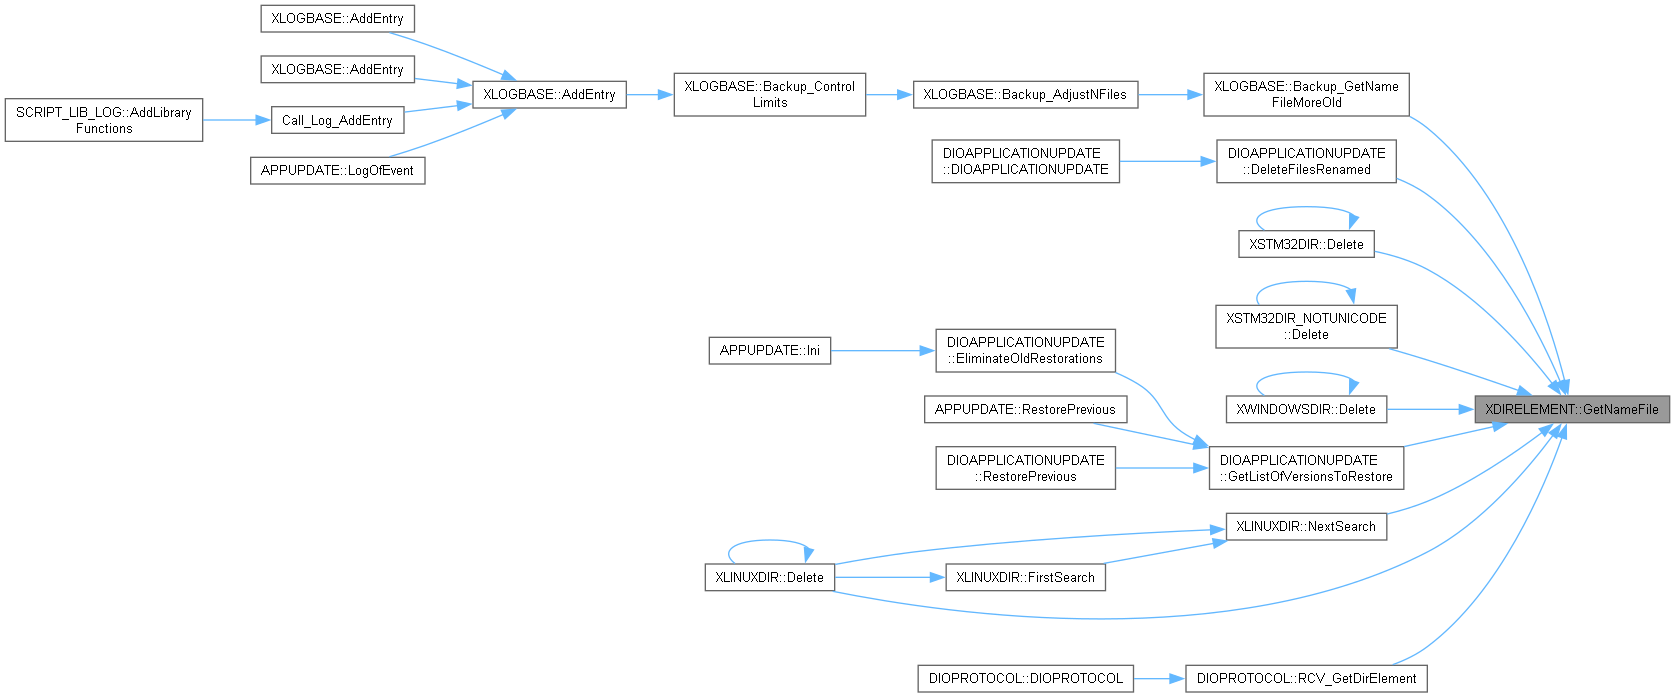 XLOGBASE::AddEntry
XLOGBASE::AddEntry
SCRIPT_LIB_LOG::AddLibrary
Functions
Call_Log_AddEntry
APPUPDATE::LogOfEvent
XLOGBASE::AddEntry
XLOGBASE::Backup_Control
Limits
XLOGBASE::Backup_AdjustNFiles
XLOGBASE::Backup_GetName
FileMoreOld
DIOAPPLICATIONUPDATE
::DIOAPPLICATIONUPDATE
DIOAPPLICATIONUPDATE
::DeleteFilesRenamed
XSTM32DIR::Delete
XSTM32DIR_NOTUNICODE
::Delete
APPUPDATE::Ini
DIOAPPLICATIONUPDATE
::EliminateOldRestorations
XWINDOWSDIR::Delete
XDIRELEMENT::GetNameFile
APPUPDATE::RestorePrevious
DIOAPPLICATIONUPDATE
::RestorePrevious
DIOAPPLICATIONUPDATE
::GetListOfVersionsToRestore
XLINUXDIR::NextSearch
XLINUXDIR::Delete
XLINUXDIR::FirstSearch
DIOPROTOCOL::DIOPROTOCOL
DIOPROTOCOL::RCV_GetDirElement